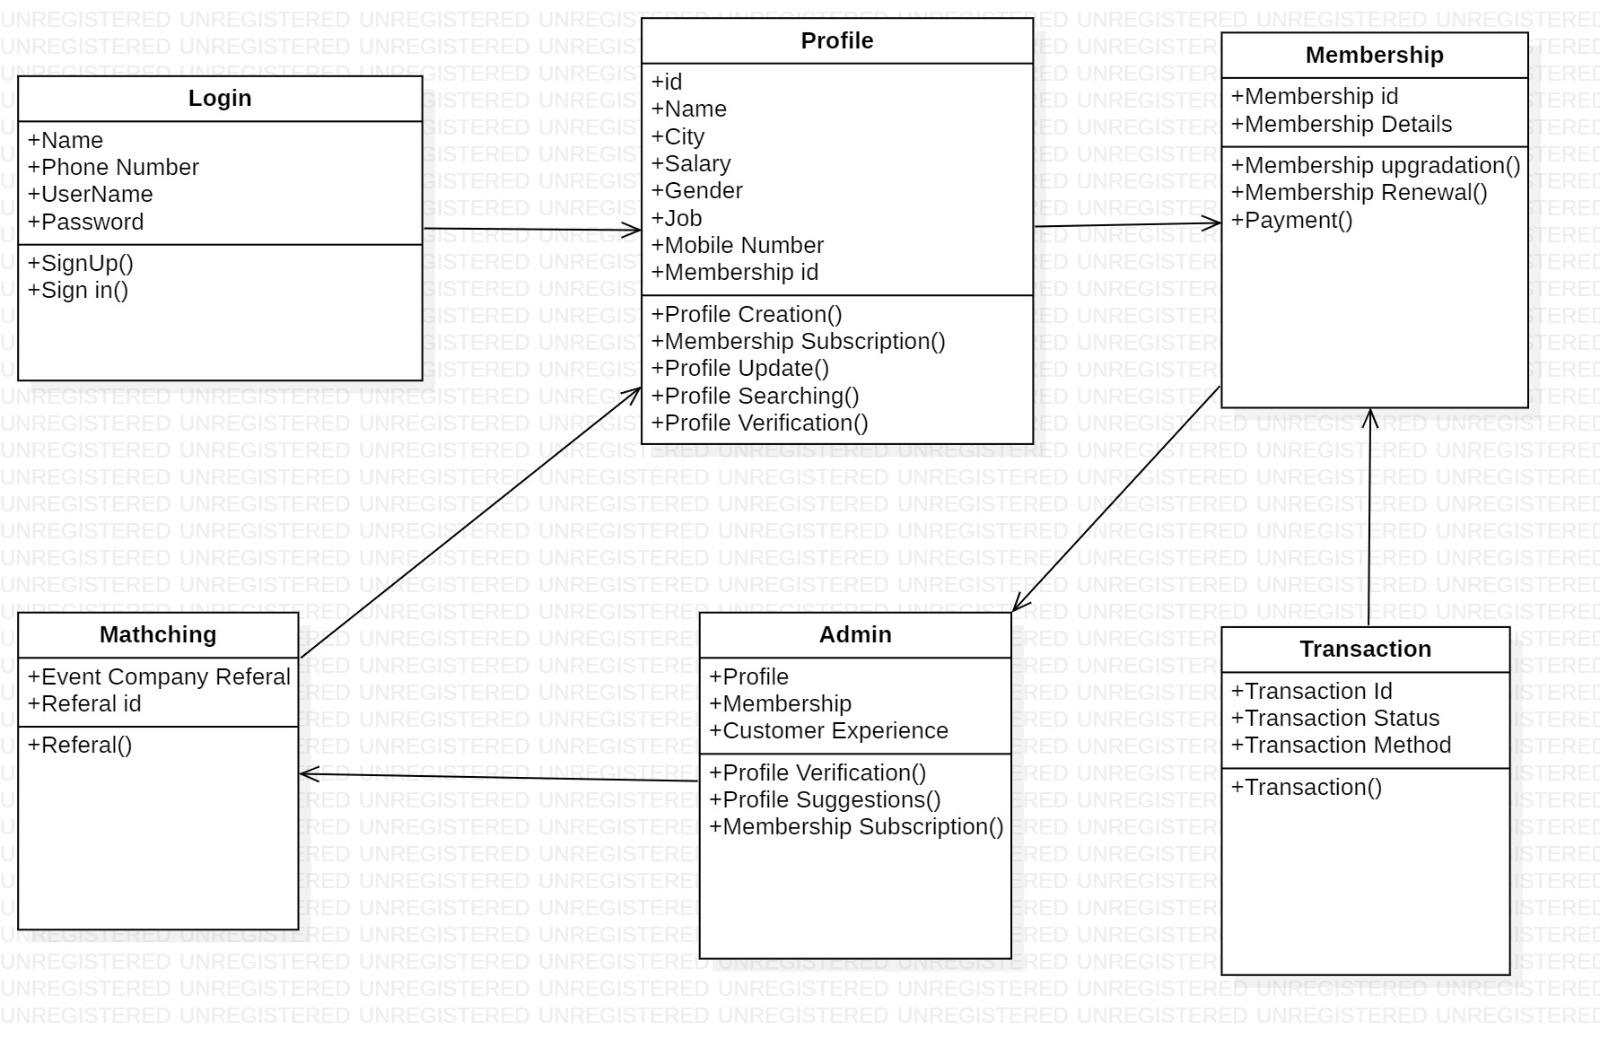 Login
+Name
+Phone Number
+UserName
+Password
+SignUp()
+Sign in()
Profile
+id
+Name
+City
+Salary
+Gender
+Job
+Mobile Number
+Membership id
+Profile Creation()
+Membership Subscription()
+Profile Update()
+Profile Searching()
+Profile Verification()
Membership
+Membership id
+Membership Details
+Membership upgradation()
+Membership Renewal()
+Payment()
Mathching
+Event Company Referal
+Referal id
+Referal()
Admin
+Profile
+Membership
+Customer Experience
+Profile Verification()
+Profile Suggestions()
+Membership Subscription()
Transaction
+Transaction Id
+Transaction Status
+Transaction Method
+Transaction()
UNREGISTERED